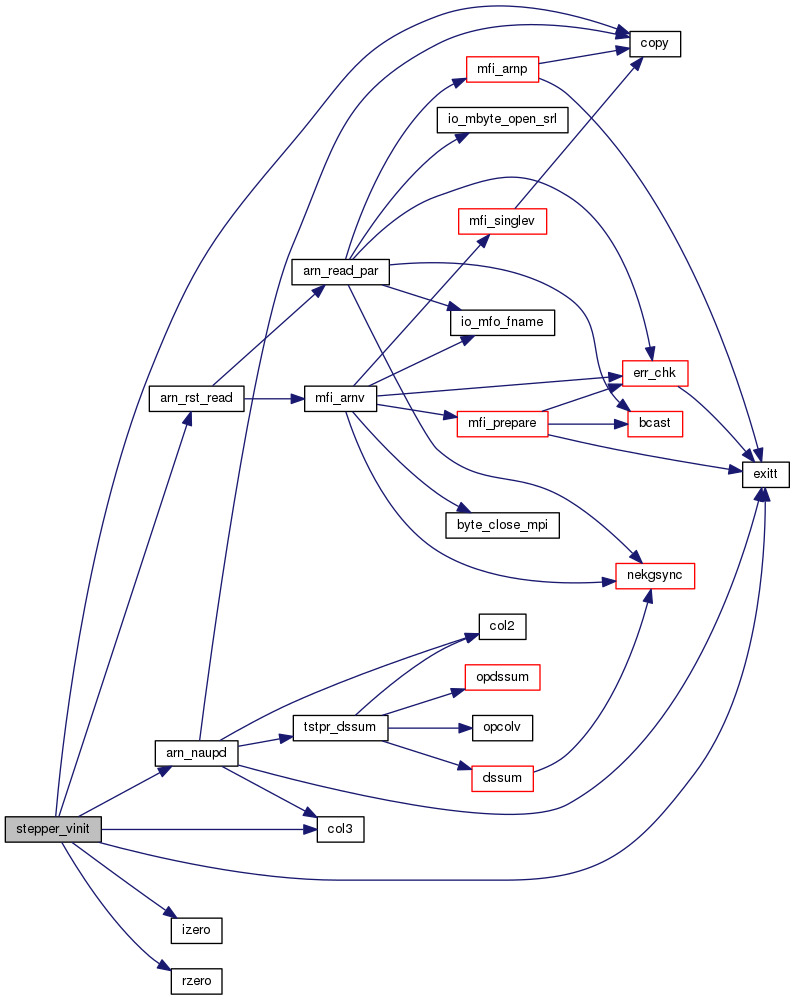 copy
mfi_arnp
io_mbyte_open_srl
mfi_singlev
arn_read_par
io_mfo_fname
err_chk
arn_rst_read
mfi_arnv
mfi_prepare
bcast
exitt
byte_close_mpi
nekgsync
col2
opdssum
tstpr_dssum
opcolv
arn_naupd
dssum
stepper_vinit
col3
izero
rzero